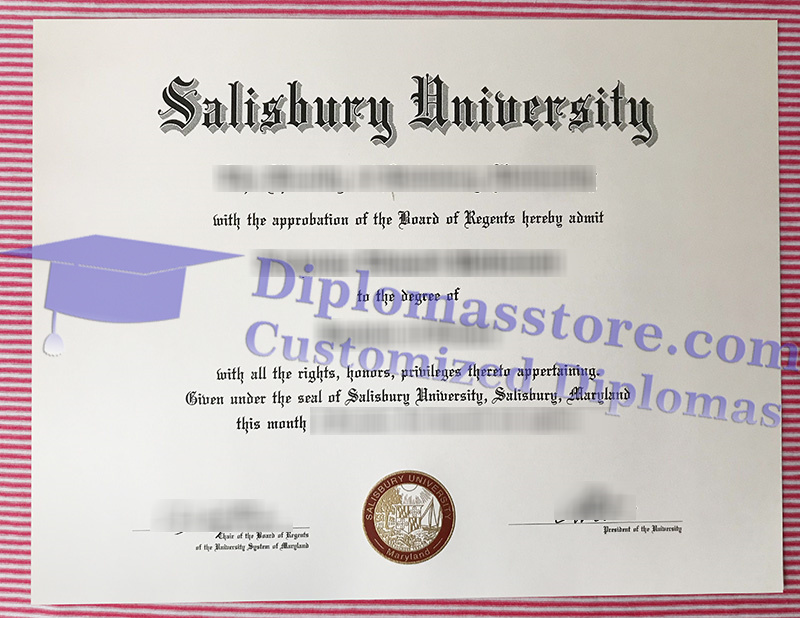 Salisbury University
with the approbation of the Board of Regents hereby admit
to the degree of
with all the rights, honors, privileges thereto appertaining.
Given under the seal of Salisbury University, Salisbury, Maryland
this month
Chair of the Board of Regents
of the University System of Maryland
President of the University
SALISBURY UNIVERSITY
Maryland
Diplomasstore.com
Customized Diplomas